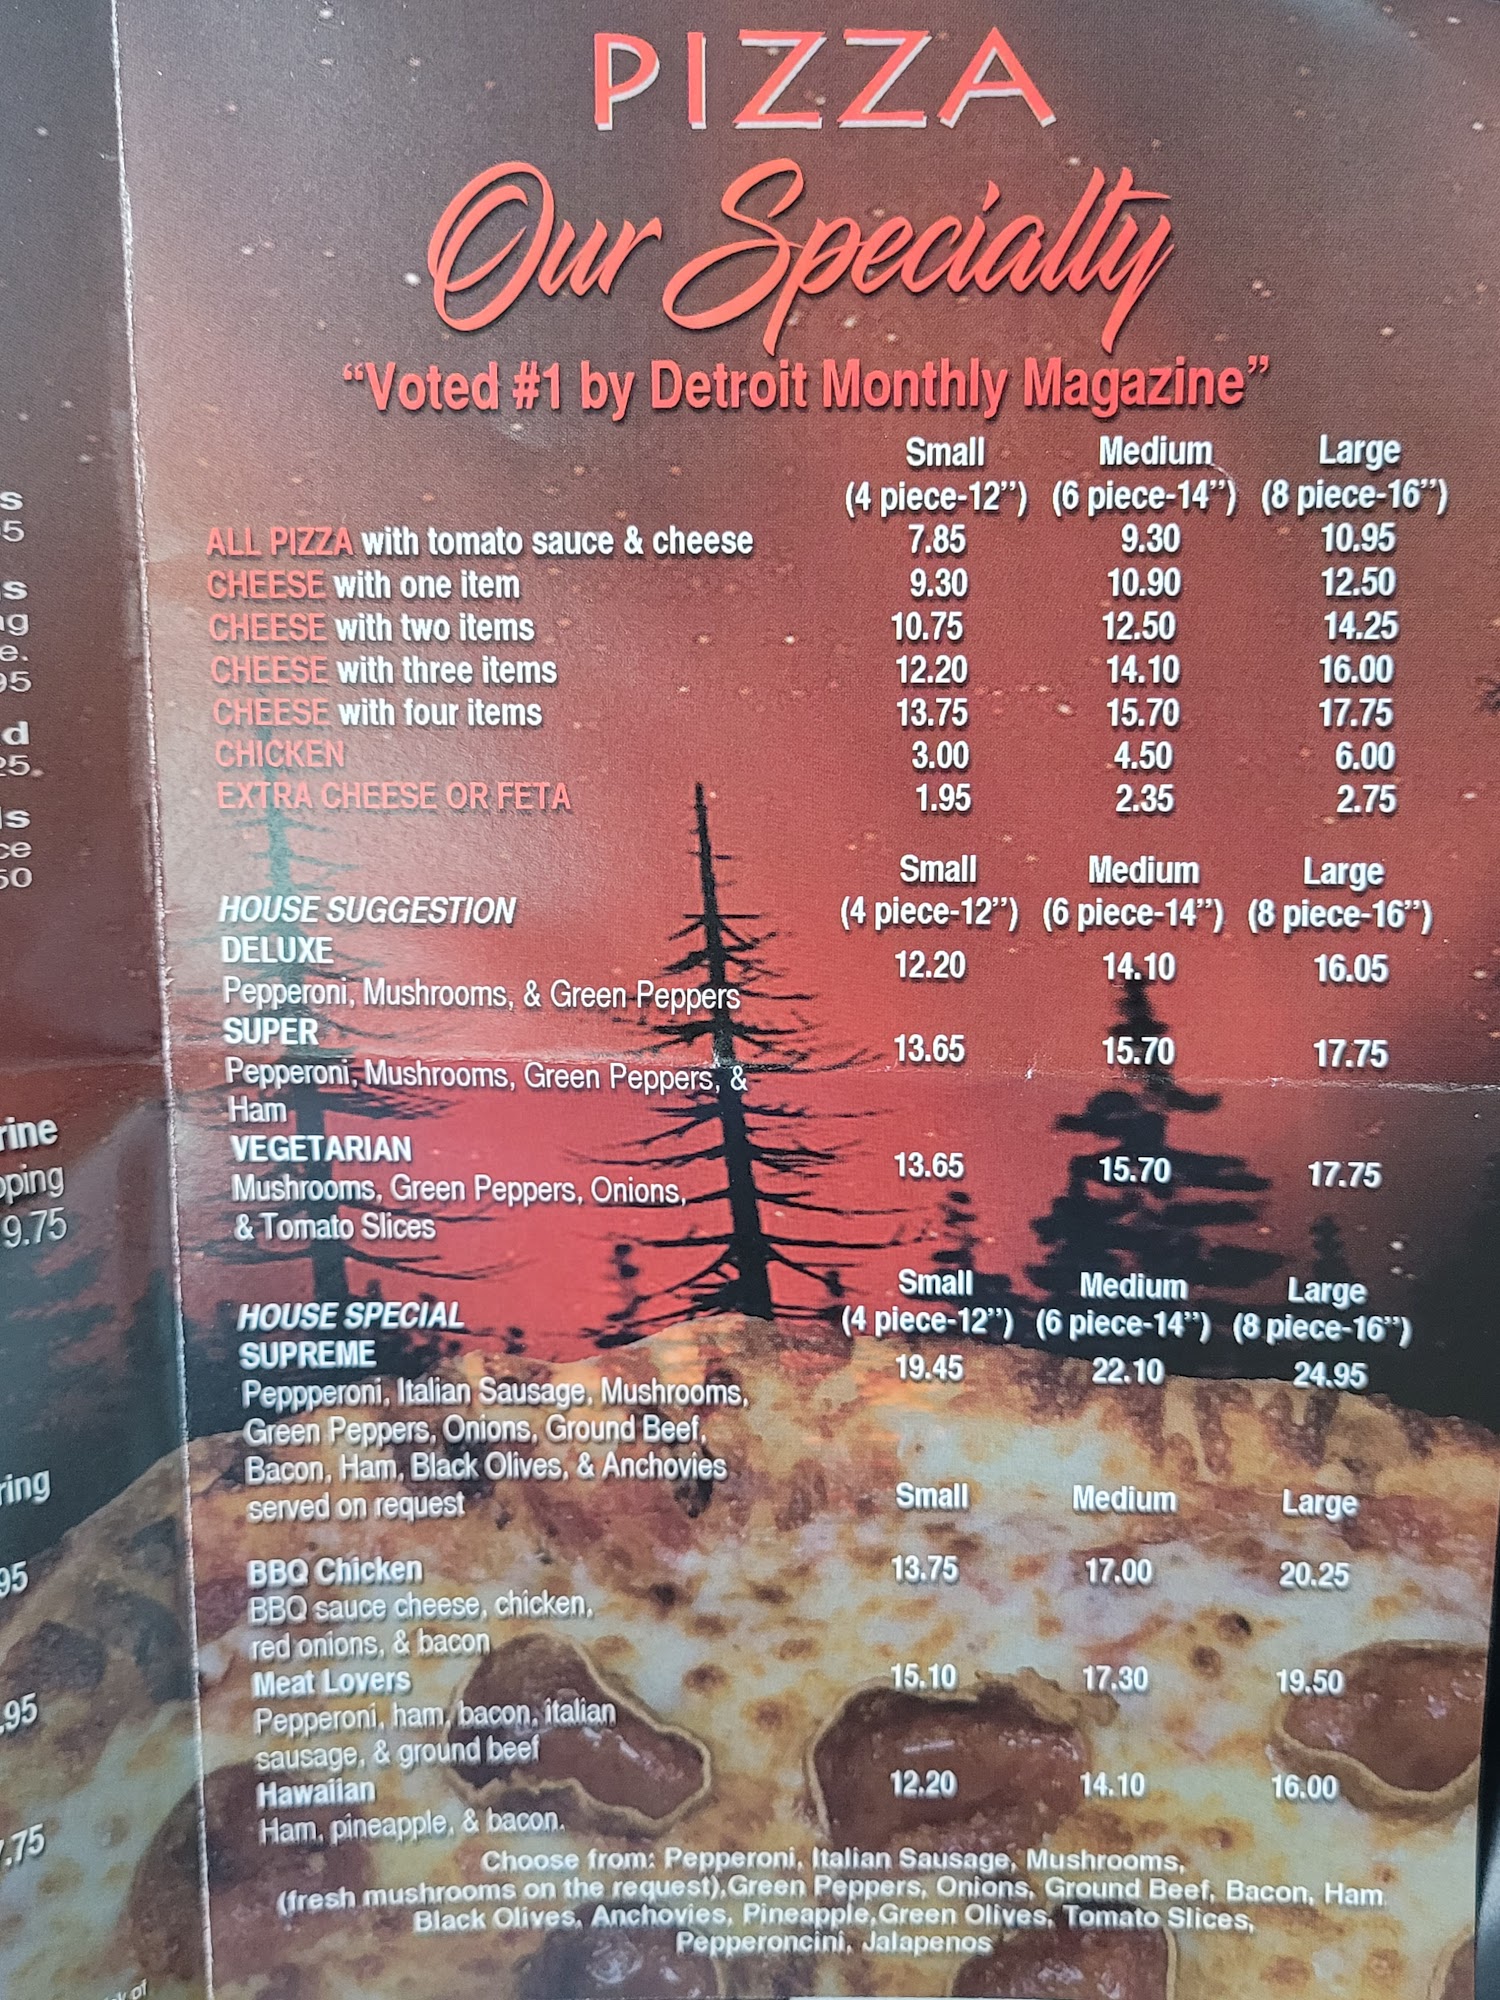 PIZZA
Our Specialty
“Voted #1 by Detroit Monthly Magazine”
Small Medium Large
(4 piece-12”) (6 piece-14”) (8 piece-16”)
ALL PIZZA with tomato sauce & cheese 7.85 9.30 10.95
CHEESE with one item 9.30 10.90 12.50
CHEESE with two items 10.75 12.50 14.25
CHEESE with three items 12.20 14.10 16.00
CHEESE with four items 13.75 15.70 17.75
CHICKEN 3.00 4.50 6.00
EXTRA CHEESE OR FETA 1.95 2.35 2.75
Small Medium Large
HOUSE SUGGESTION (4 piece-12”) (6 piece-14”) (8 piece-16”)
DELUXE 12.20 14.10 16.05
Pepperoni, Mushrooms, & Green Peppers
SUPER 13.65 15.70 17.75
Pepperoni, Mushrooms, Green Peppers, &
Ham
VEGETARIAN 13.65 15.70 17.75
Mushrooms, Green Peppers, Onions,
& Tomato Slices
Small Medium Large
HOUSE SPECIAL (4 piece-12”) (6 piece-14”) (8 piece-16”)
SUPREME 19.45 22.10 24.95
Peppperoni, Italian Sausage, Mushrooms,
Green Peppers, Onions, Ground Beef,
Bacon, Ham, Black Olives, & Anchovies
served on request
Small Medium Large
BBQ Chicken 13.75 17.00 20.25
BBQ sauce cheese, chicken,
red onions, & bacon
Meat Lovers 15.10 17.30 19.50
Pepperoni, ham, bacon, italian
sausage, & ground beef
Hawaiian 12.20 14.10 16.00
Ham, pineapple, & bacon.
Choose from: Pepperoni, Italian Sausage, Mushrooms,
(fresh mushrooms on the request),Green Peppers, Onions, Ground Beef, Bacon, Ham
Black Olives, Anchovies, Pineapple,Green Olives, Tomato Slices,
Pepperoncini, Jalapenos
9.75